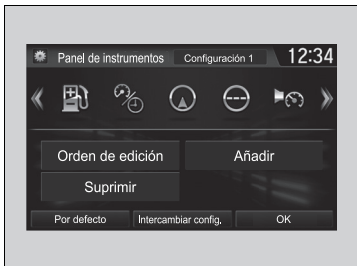 Panel de instrumentos Configuración 1 12:34
Orden de edición Añadir
Suprimir
Por defecto Intercambiar config. OK